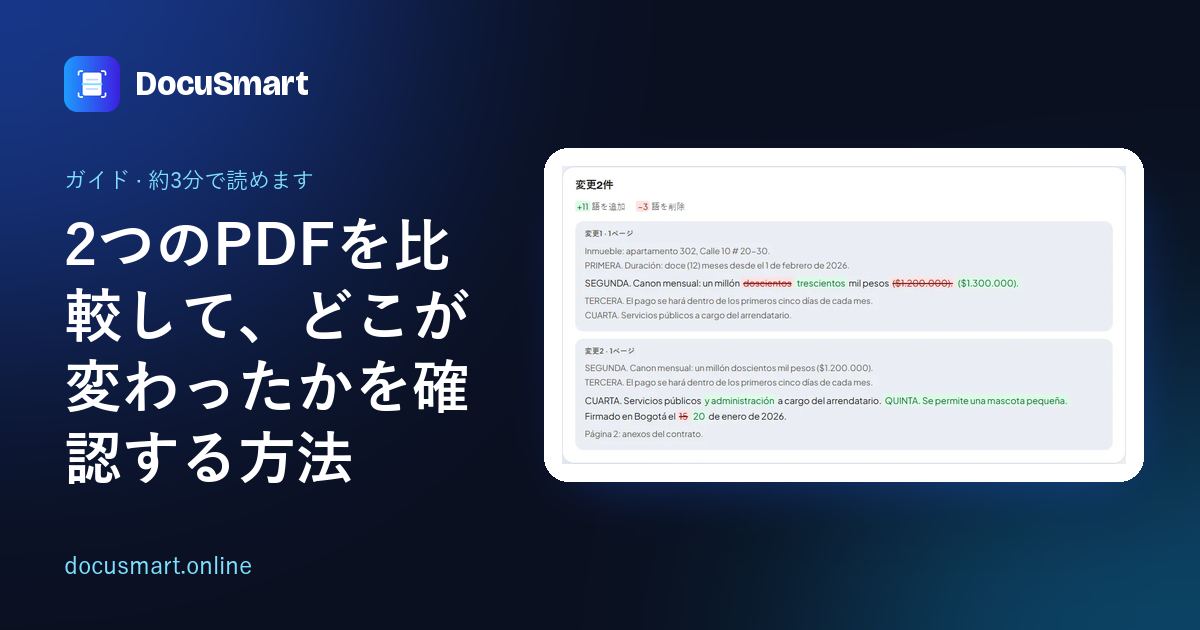 DocuSmart
ガイド · 約3分で読めます
2つのPDFを比
較して、どこが
変わったかを確
認する方法
docusmart.online
変更2件
+11 語を追加 −3 語を削除
変更1 · 1ページ
Inmueble: apartamento 302, Calle 10 # 20-30.
PRIMERA. Duración: doce (12) meses desde el 1 de febrero de 2026.
SEGUNDA. Canon mensual: un millón doscientos trescientos mil pesos ($1.200.000). ($1.300.000).
TERCERA. El pago se hará dentro de los primeros cinco días de cada mes.
CUARTA. Servicios públicos a cargo del arrendatario.
変更2 · 1ページ
SEGUNDA. Canon mensual: un millón doscientos mil pesos ($1.200.000).
TERCERA. El pago se hará dentro de los primeros cinco días de cada mes.
CUARTA. Servicios públicos y administración a cargo del arrendatario. QUINTA. Se permite una mascota pequeña.
Firmado en Bogotá el 15 20 de enero de 2026.
Página 2: anexos del contrato.